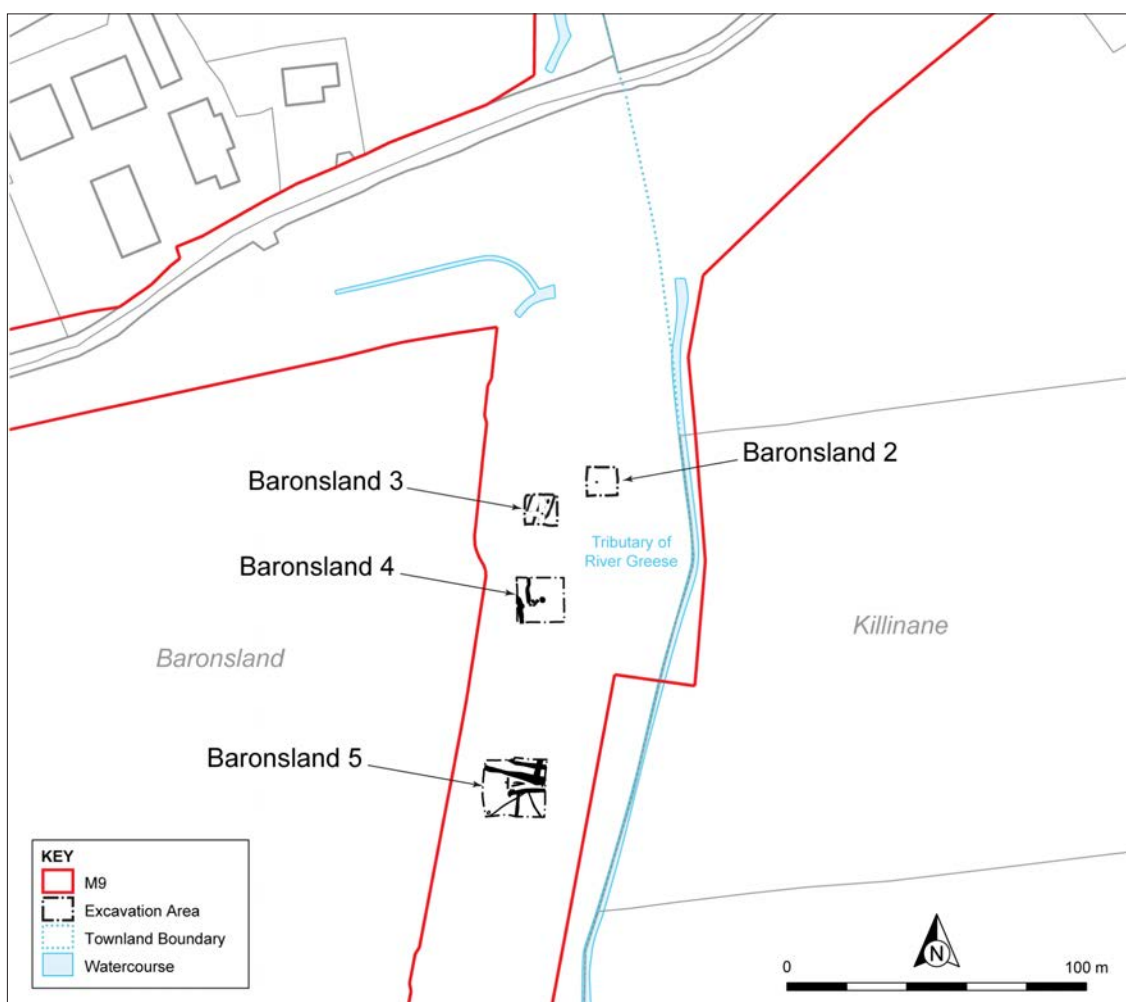 Baronsland 2
Baronsland 3
Tributary of
River Greese
Baronsland 4
Killinane
Baronsland
Baronsland 5
KEY
M9
Excavation Area
Townland Boundary
Watercourse
N
0 100 m